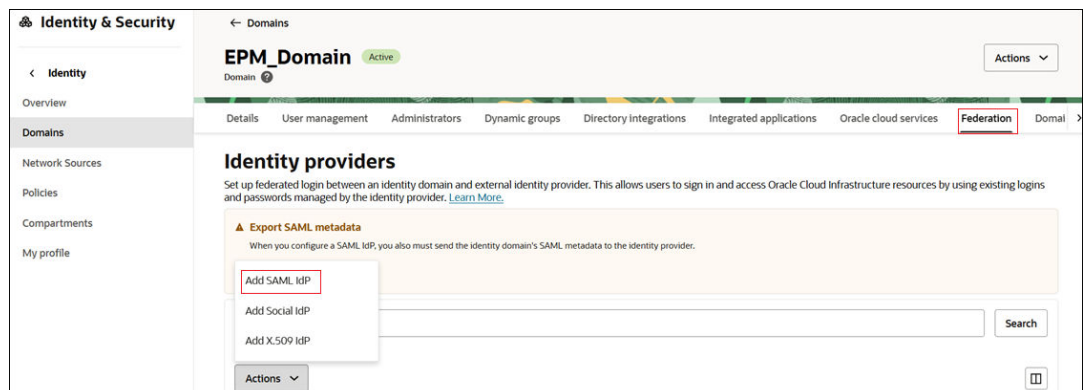 Identity & Security
← Domains
EPM_Domain Active
Domain ?
Actions
< Identity
Overview
Domains
Network Sources
Policies
Compartments
My profile
Details User management Administrators Dynamic groups Directory integrations Integrated applications Oracle cloud services Federation Domai >
Identity providers
Set up federated login between an identity domain and external identity provider. This allows users to sign in and access Oracle Cloud Infrastructure resources by using existing logins
and passwords managed by the identity provider. Learn More.
Export SAML metadata
When you configure a SAML IdP, you also must send the identity domain's SAML metadata to the identity provider.
Add SAML IdP
Add Social IdP
Add X.509 IdP
Search
Actions